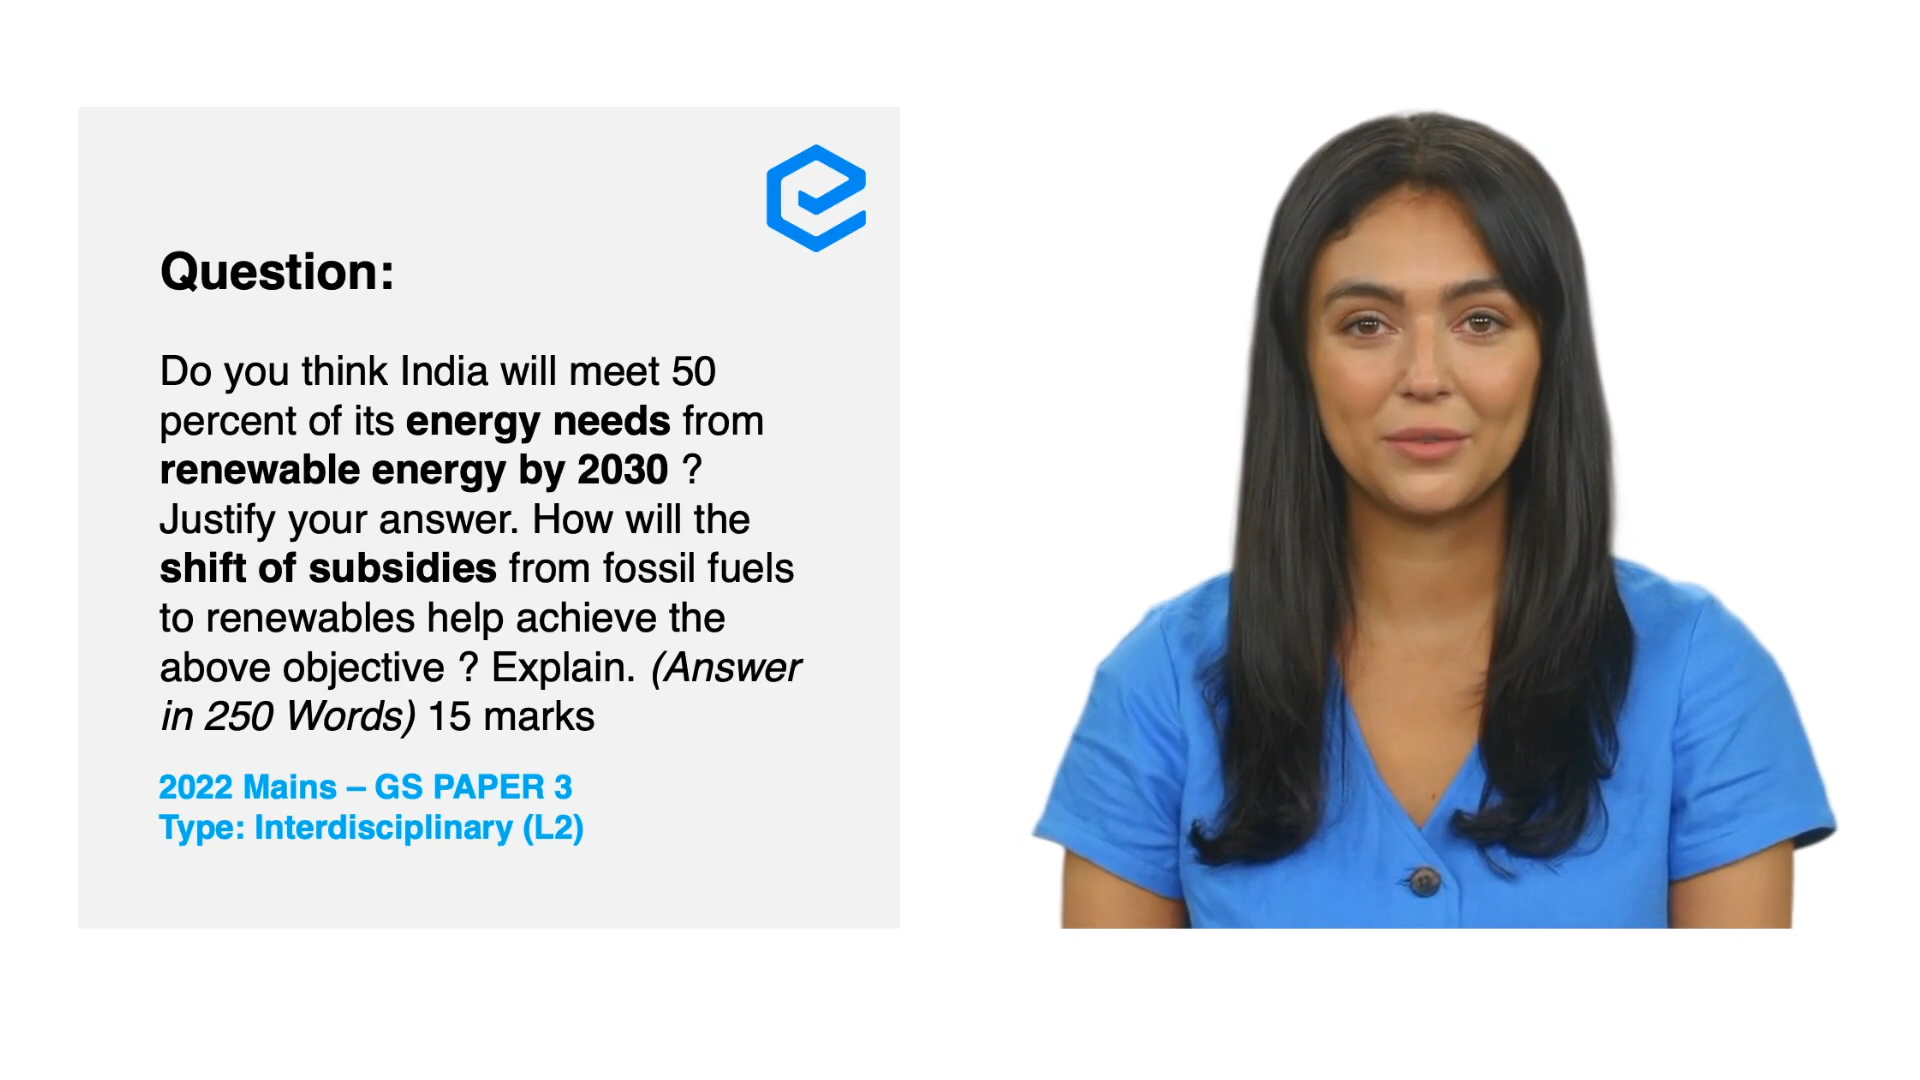 Question:
Do you think India will meet 50
percent of its energy needs from
renewable energy by 2030 ?
Justify your answer. How will the
shift of subsidies from fossil fuels
to renewables help achieve the
above objective ? Explain. (Answer
in 250 Words) 15 marks
2022 Mains – GS PAPER 3
Type: Interdisciplinary (L2)